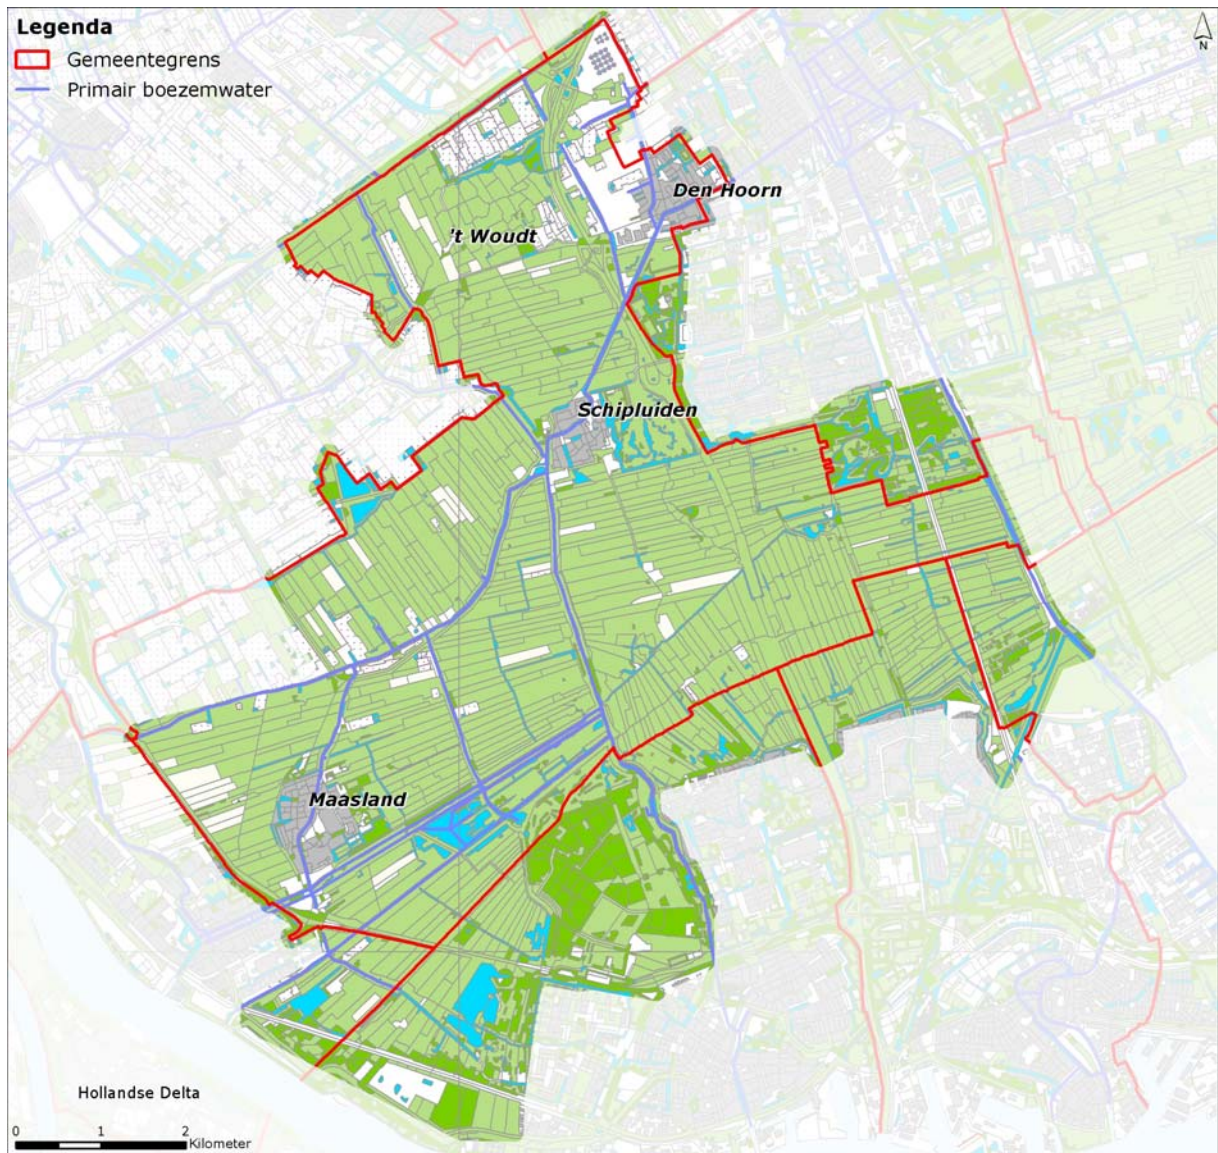 Legenda
Gemeentegrens
Primair boezemwater
N
Den Hoorn
't Woudt
Schipluiden
Maasland
Hollandse Delta
0 1 2
Kilometer